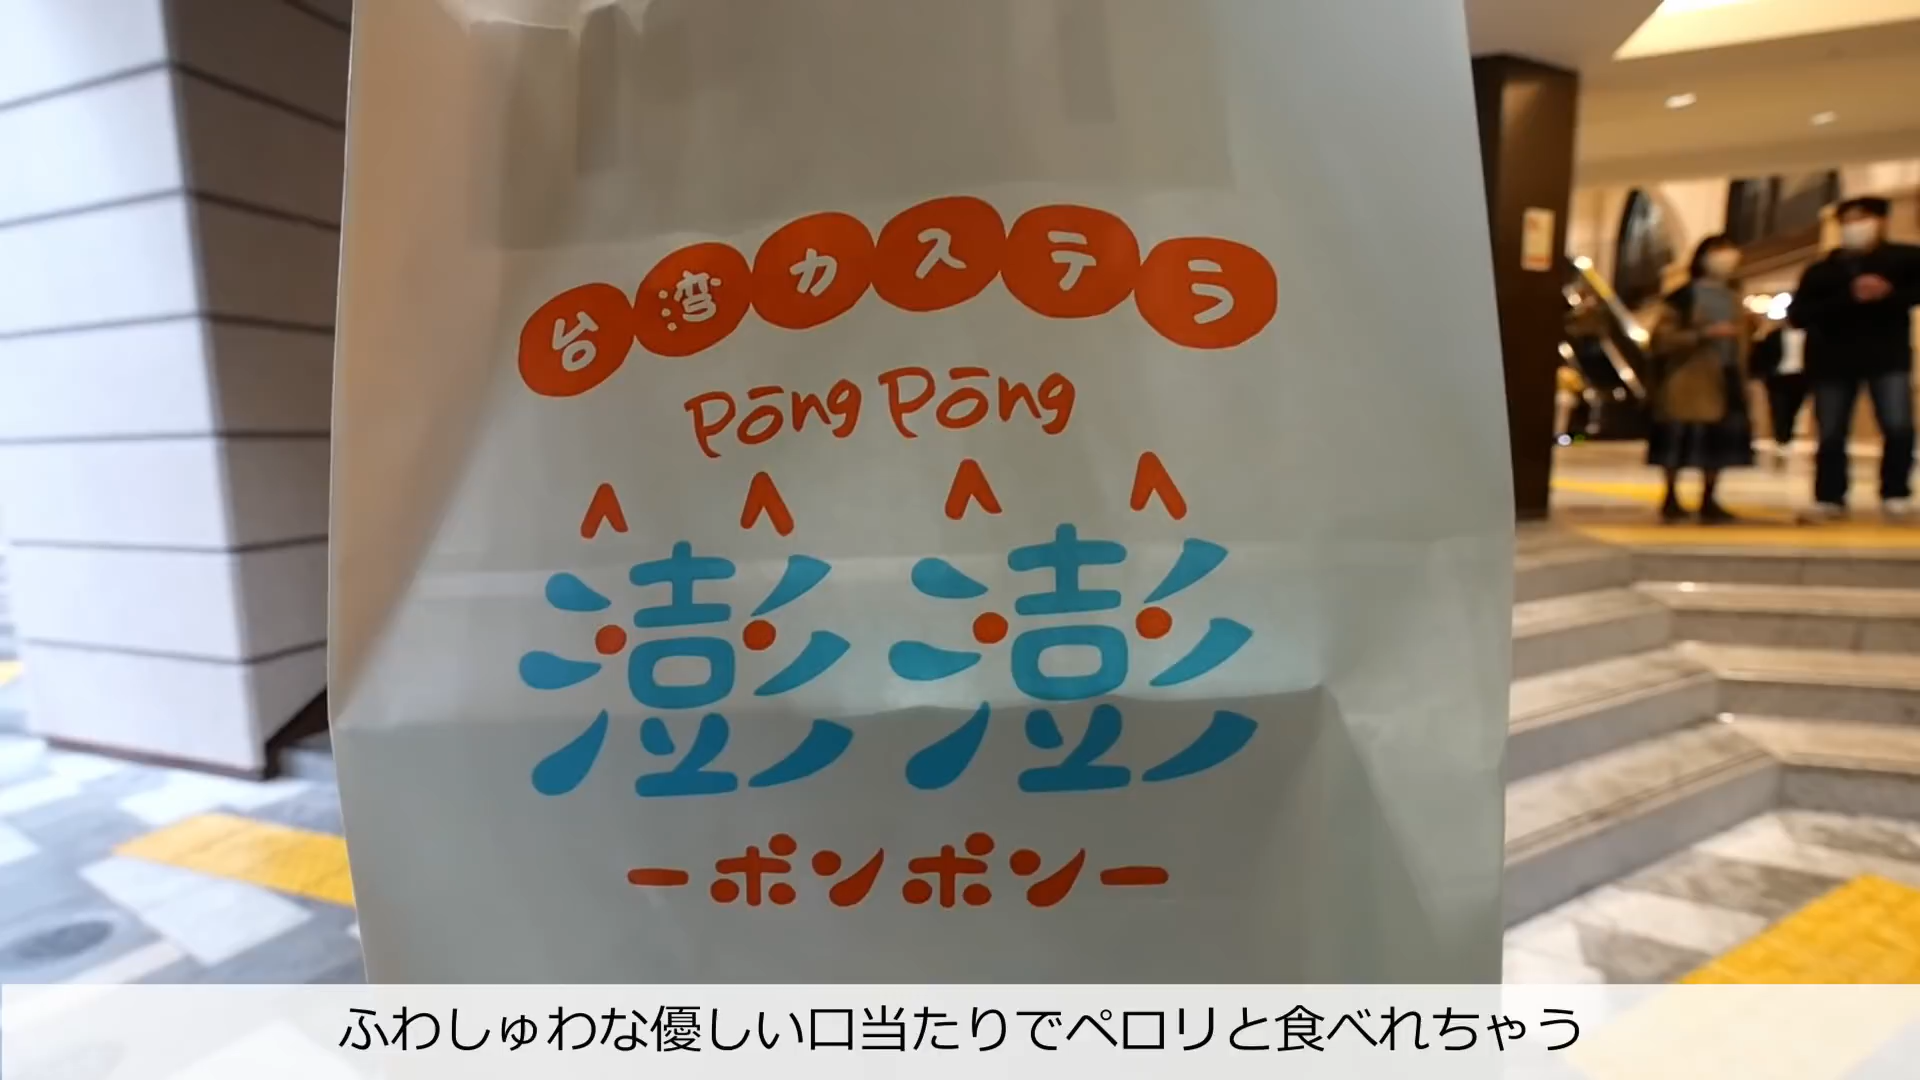 台湾カステラ
Pōng Pōng
澎澎
ーポンポンー
ふわしゅわな優しい口当たりでペロリと食べれちゃう